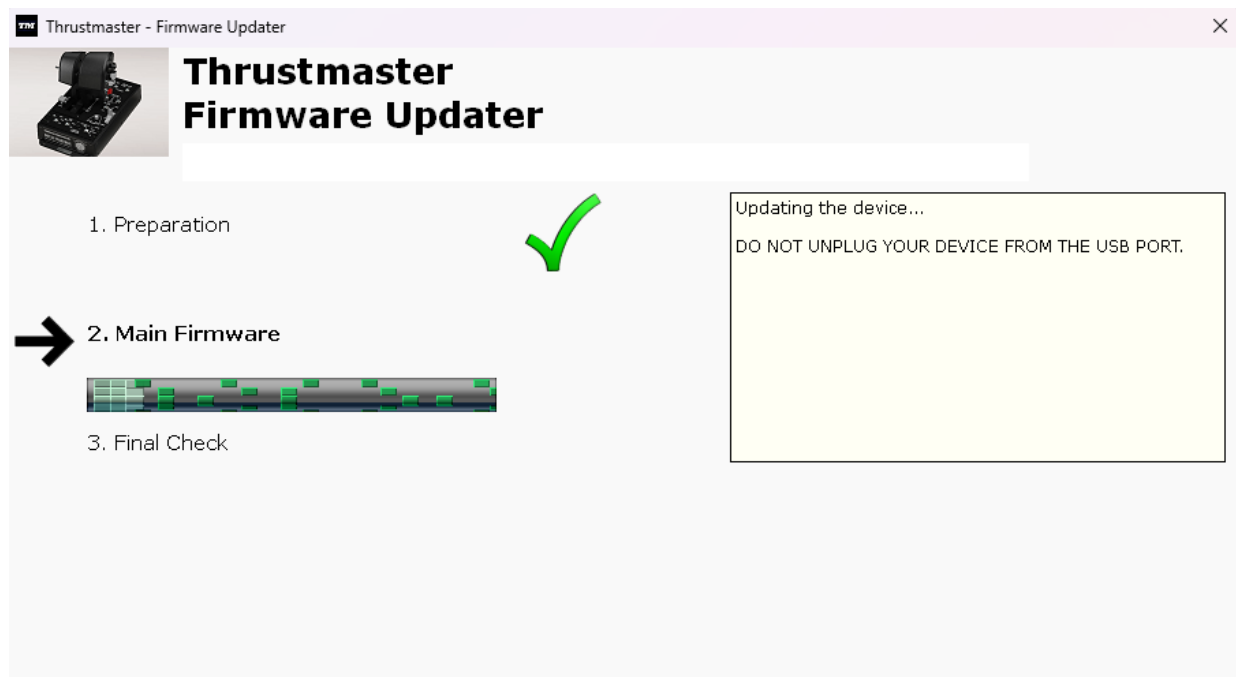 TM Thrustmaster - Firmware Updater
Thrustmaster
Firmware Updater
1. Preparation
2. Main Firmware
3. Final Check
Updating the device...
DO NOT UNPLUG YOUR DEVICE FROM THE USB PORT.